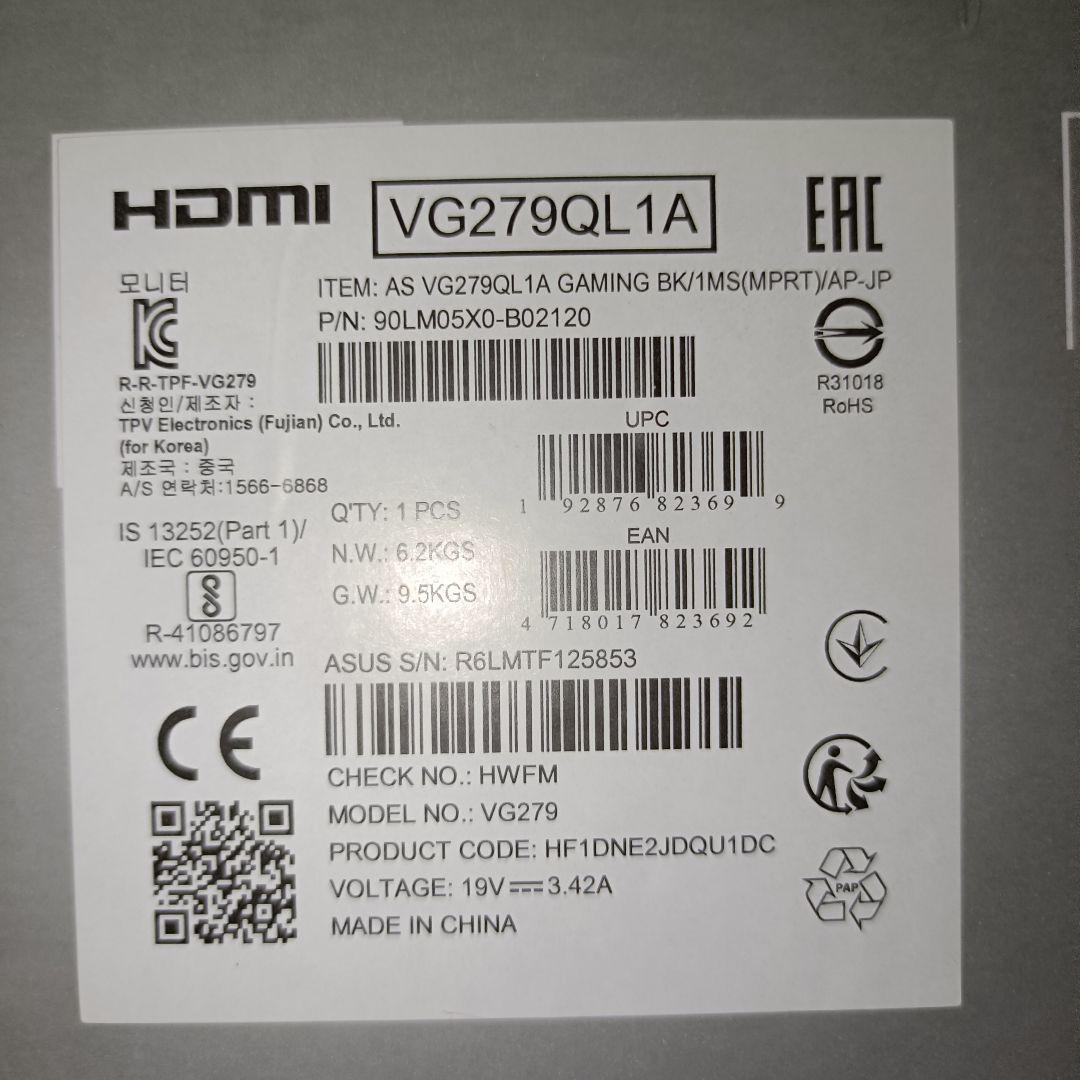 HDMI
VG279QL1A
EAC
모니터
R-R-TPF-VG279
신청인/제조자 :
TPV Electronics (Fujian) Co., Ltd.
(for Korea)
제조국 : 중국
A/S 연락처:1566-6868
IS 13252(Part 1)/
IEC 60950-1
R-41086797
www.bis.gov.in
CE
ITEM: AS VG279QL1A GAMING BK/1MS(MPRT)/AP-JP
P/N: 90LM05X0-B02120
UPC
1 92876 82369 9
Q'TY: 1 PCS
EAN
N.W.: 6.2KGS
G.W.: 9.5KGS
4 718017 823692
ASUS S/N: R6LMTF125853
CHECK NO.: HWFM
MODEL NO.: VG279
PRODUCT CODE: HF1DNE2JDQU1DC
VOLTAGE: 19V⎓3.42A
MADE IN CHINA
R31018
RoHS
PAP